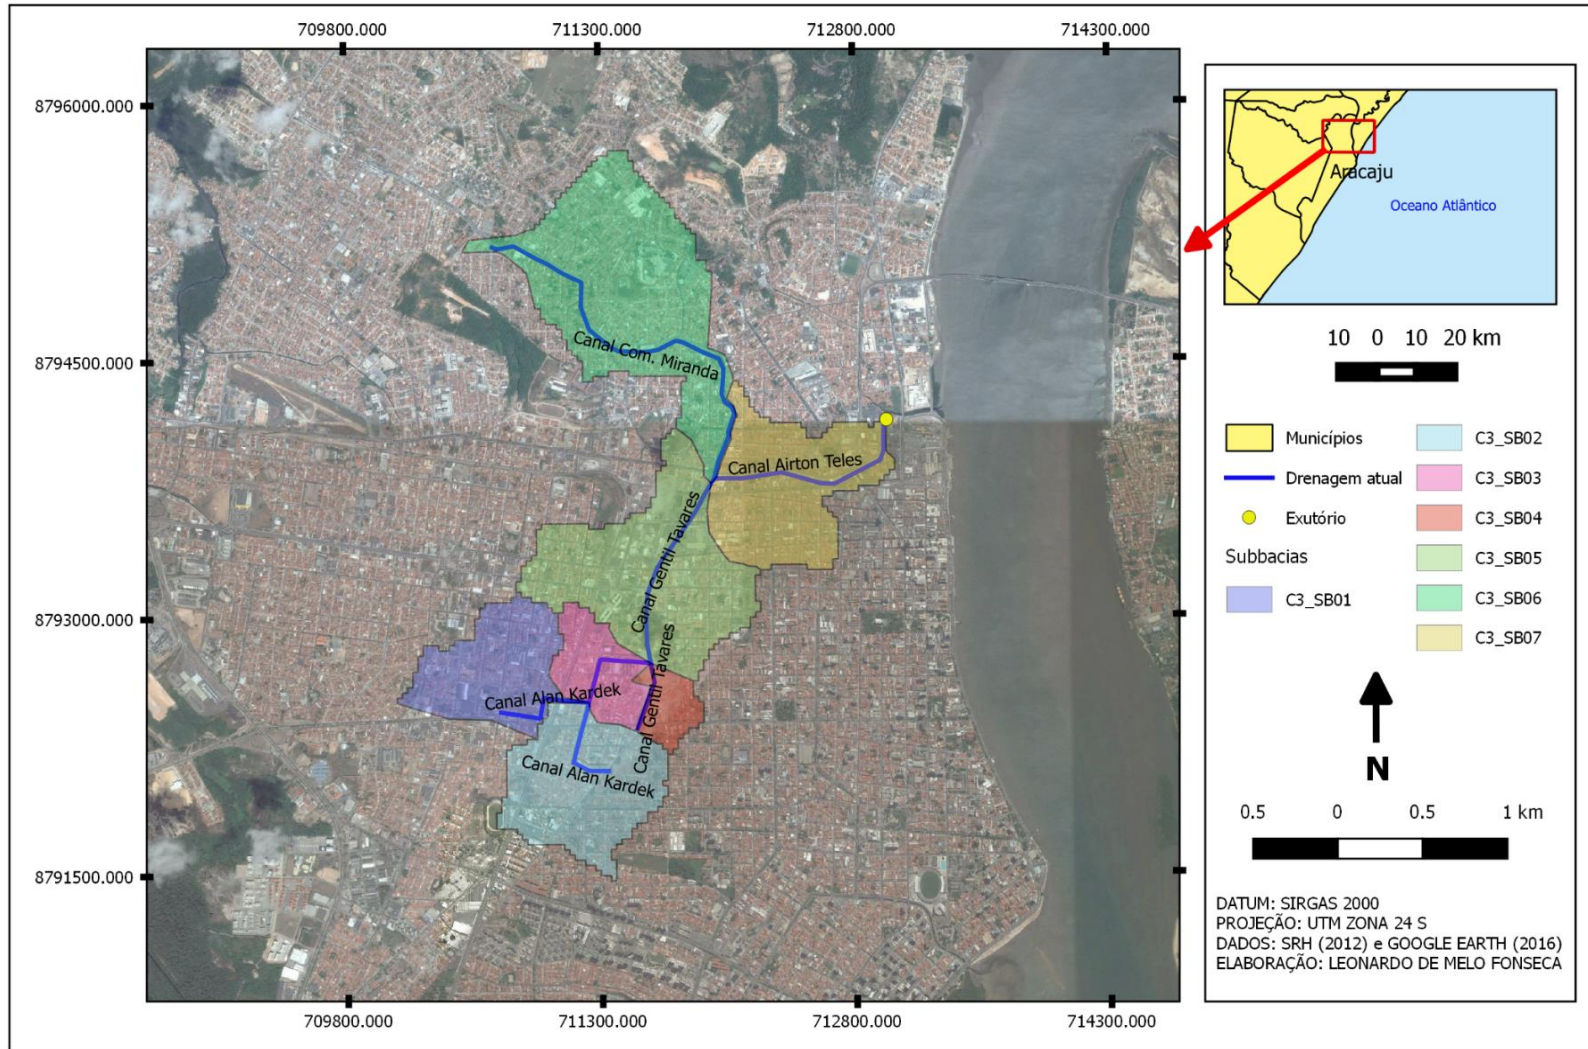 709800.000
711300.000
712800.000
714300.000
8796000.000
8794500.000
8793000.000
8791500.000
Canal Com. Miranda
Canal Airton Teles
Canal Gentil Tavares
Canal Gentil Tavares
Canal Alan Kardek
Canal Alan Kardek
709800.000
711300.000
712800.000
714300.000
Aracaju
Oceano Atlântico
10 0 10 20 km
Municípios
Drenagem atual
Exutório
Subbacias
C3_SB01
C3_SB02
C3_SB03
C3_SB04
C3_SB05
C3_SB06
C3_SB07
N
0.5 0 0.5 1 km
DATUM: SIRGAS 2000
PROJEÇÃO: UTM ZONA 24 S
DADOS: SRH (2012) e GOOGLE EARTH (2016)
ELABORAÇÃO: LEONARDO DE MELO FONSECA